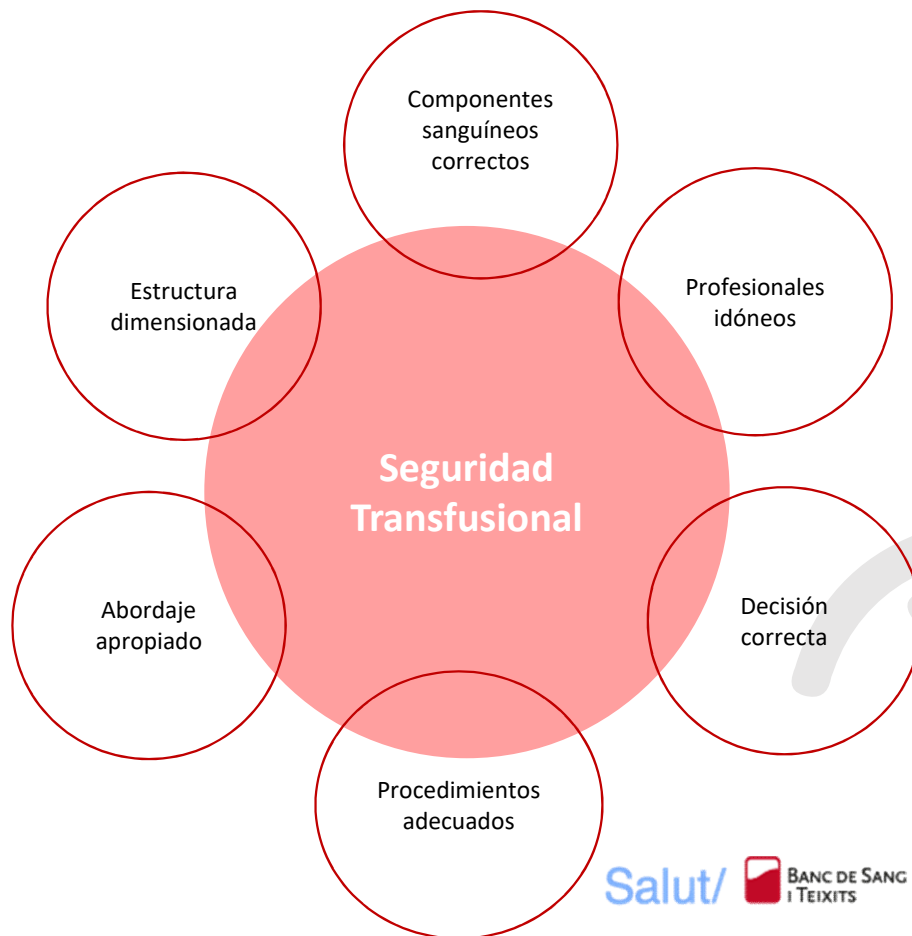 Componentes
sanguíneos
correctos
Estructura
dimensionada
Profesionales
idóneos
Seguridad
Transfusional
Abordaje
apropiado
Decisión
correcta
Procedimientos
adecuados
Salut/
BANC DE SANG
I TEIXITS